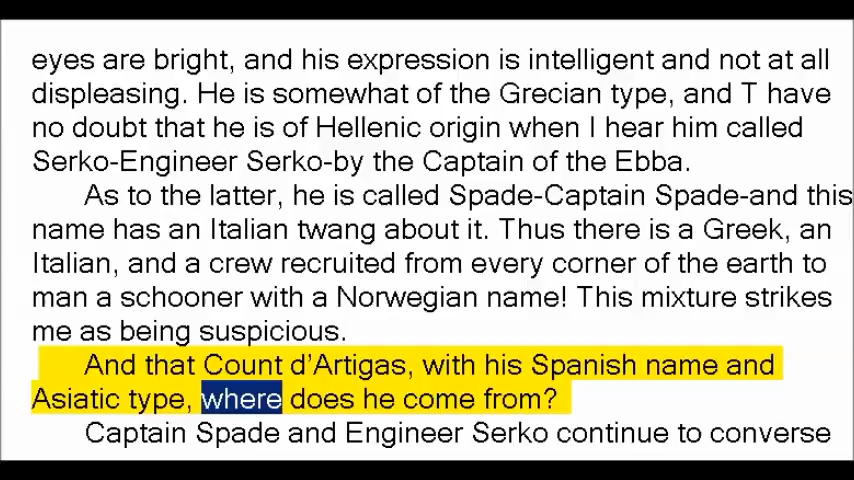 eyes are bright, and his expression is intelligent and not at all
displeasing. He is somewhat of the Grecian type, and T have
no doubt that he is of Hellenic origin when I hear him called
Serko-Engineer Serko-by the Captain of the Ebba.
As to the latter, he is called Spade-Captain Spade-and this
name has an Italian twang about it. Thus there is a Greek, an
Italian, and a crew recruited from every corner of the earth to
man a schooner with a Norwegian name! This mixture strikes
me as being suspicious.
And that Count d’Artigas, with his Spanish name and
Asiatic type, where does he come from?
Captain Spade and Engineer Serko continue to converse